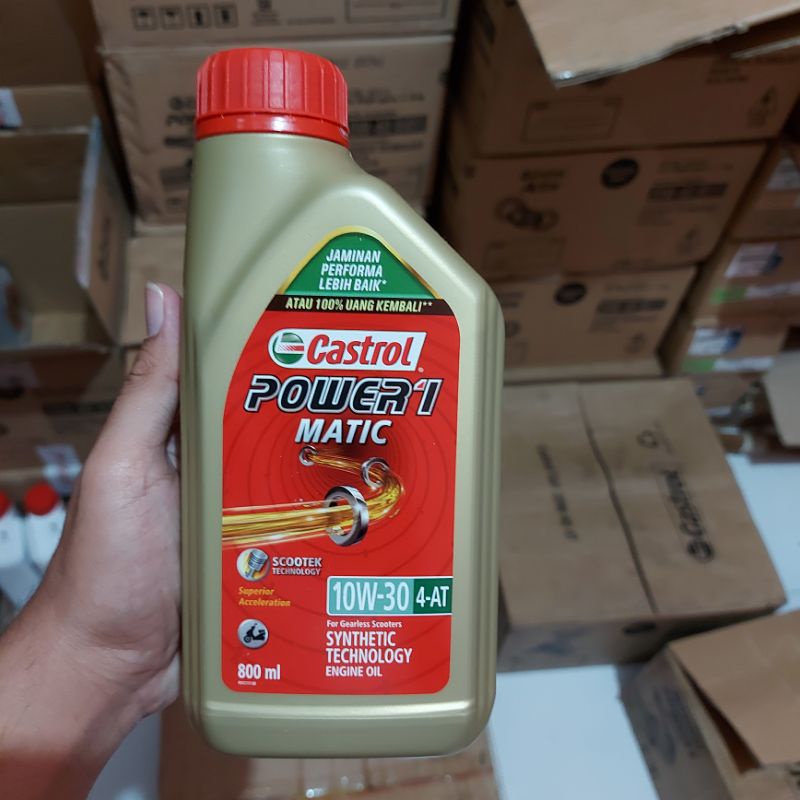 JAMINAN
PERFORMA
LEBIH BAIK*
ATAU 100% UANG KEMBALI**
Castrol
POWER1
MATIC
SCOOTEK
TECHNOLOGY
Superior
Acceleration
10W-30 4-AT
For Gearless Scooters
SYNTHETIC
TECHNOLOGY
ENGINE OIL
800 ml
Castrol